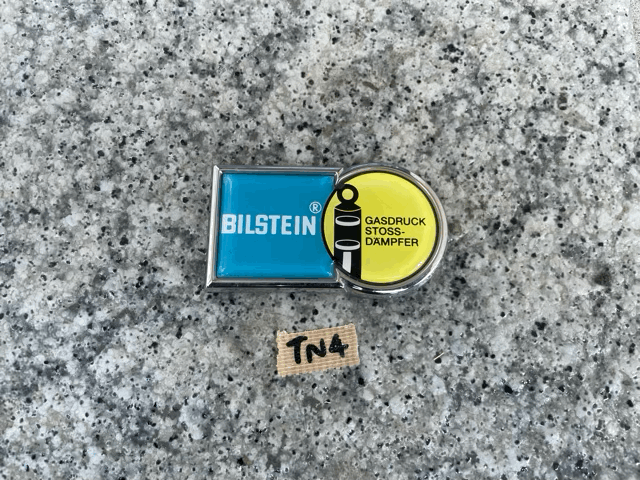 BILSTEIN®
GASDRUCK
STOSS-
DÄMPFER
TN4